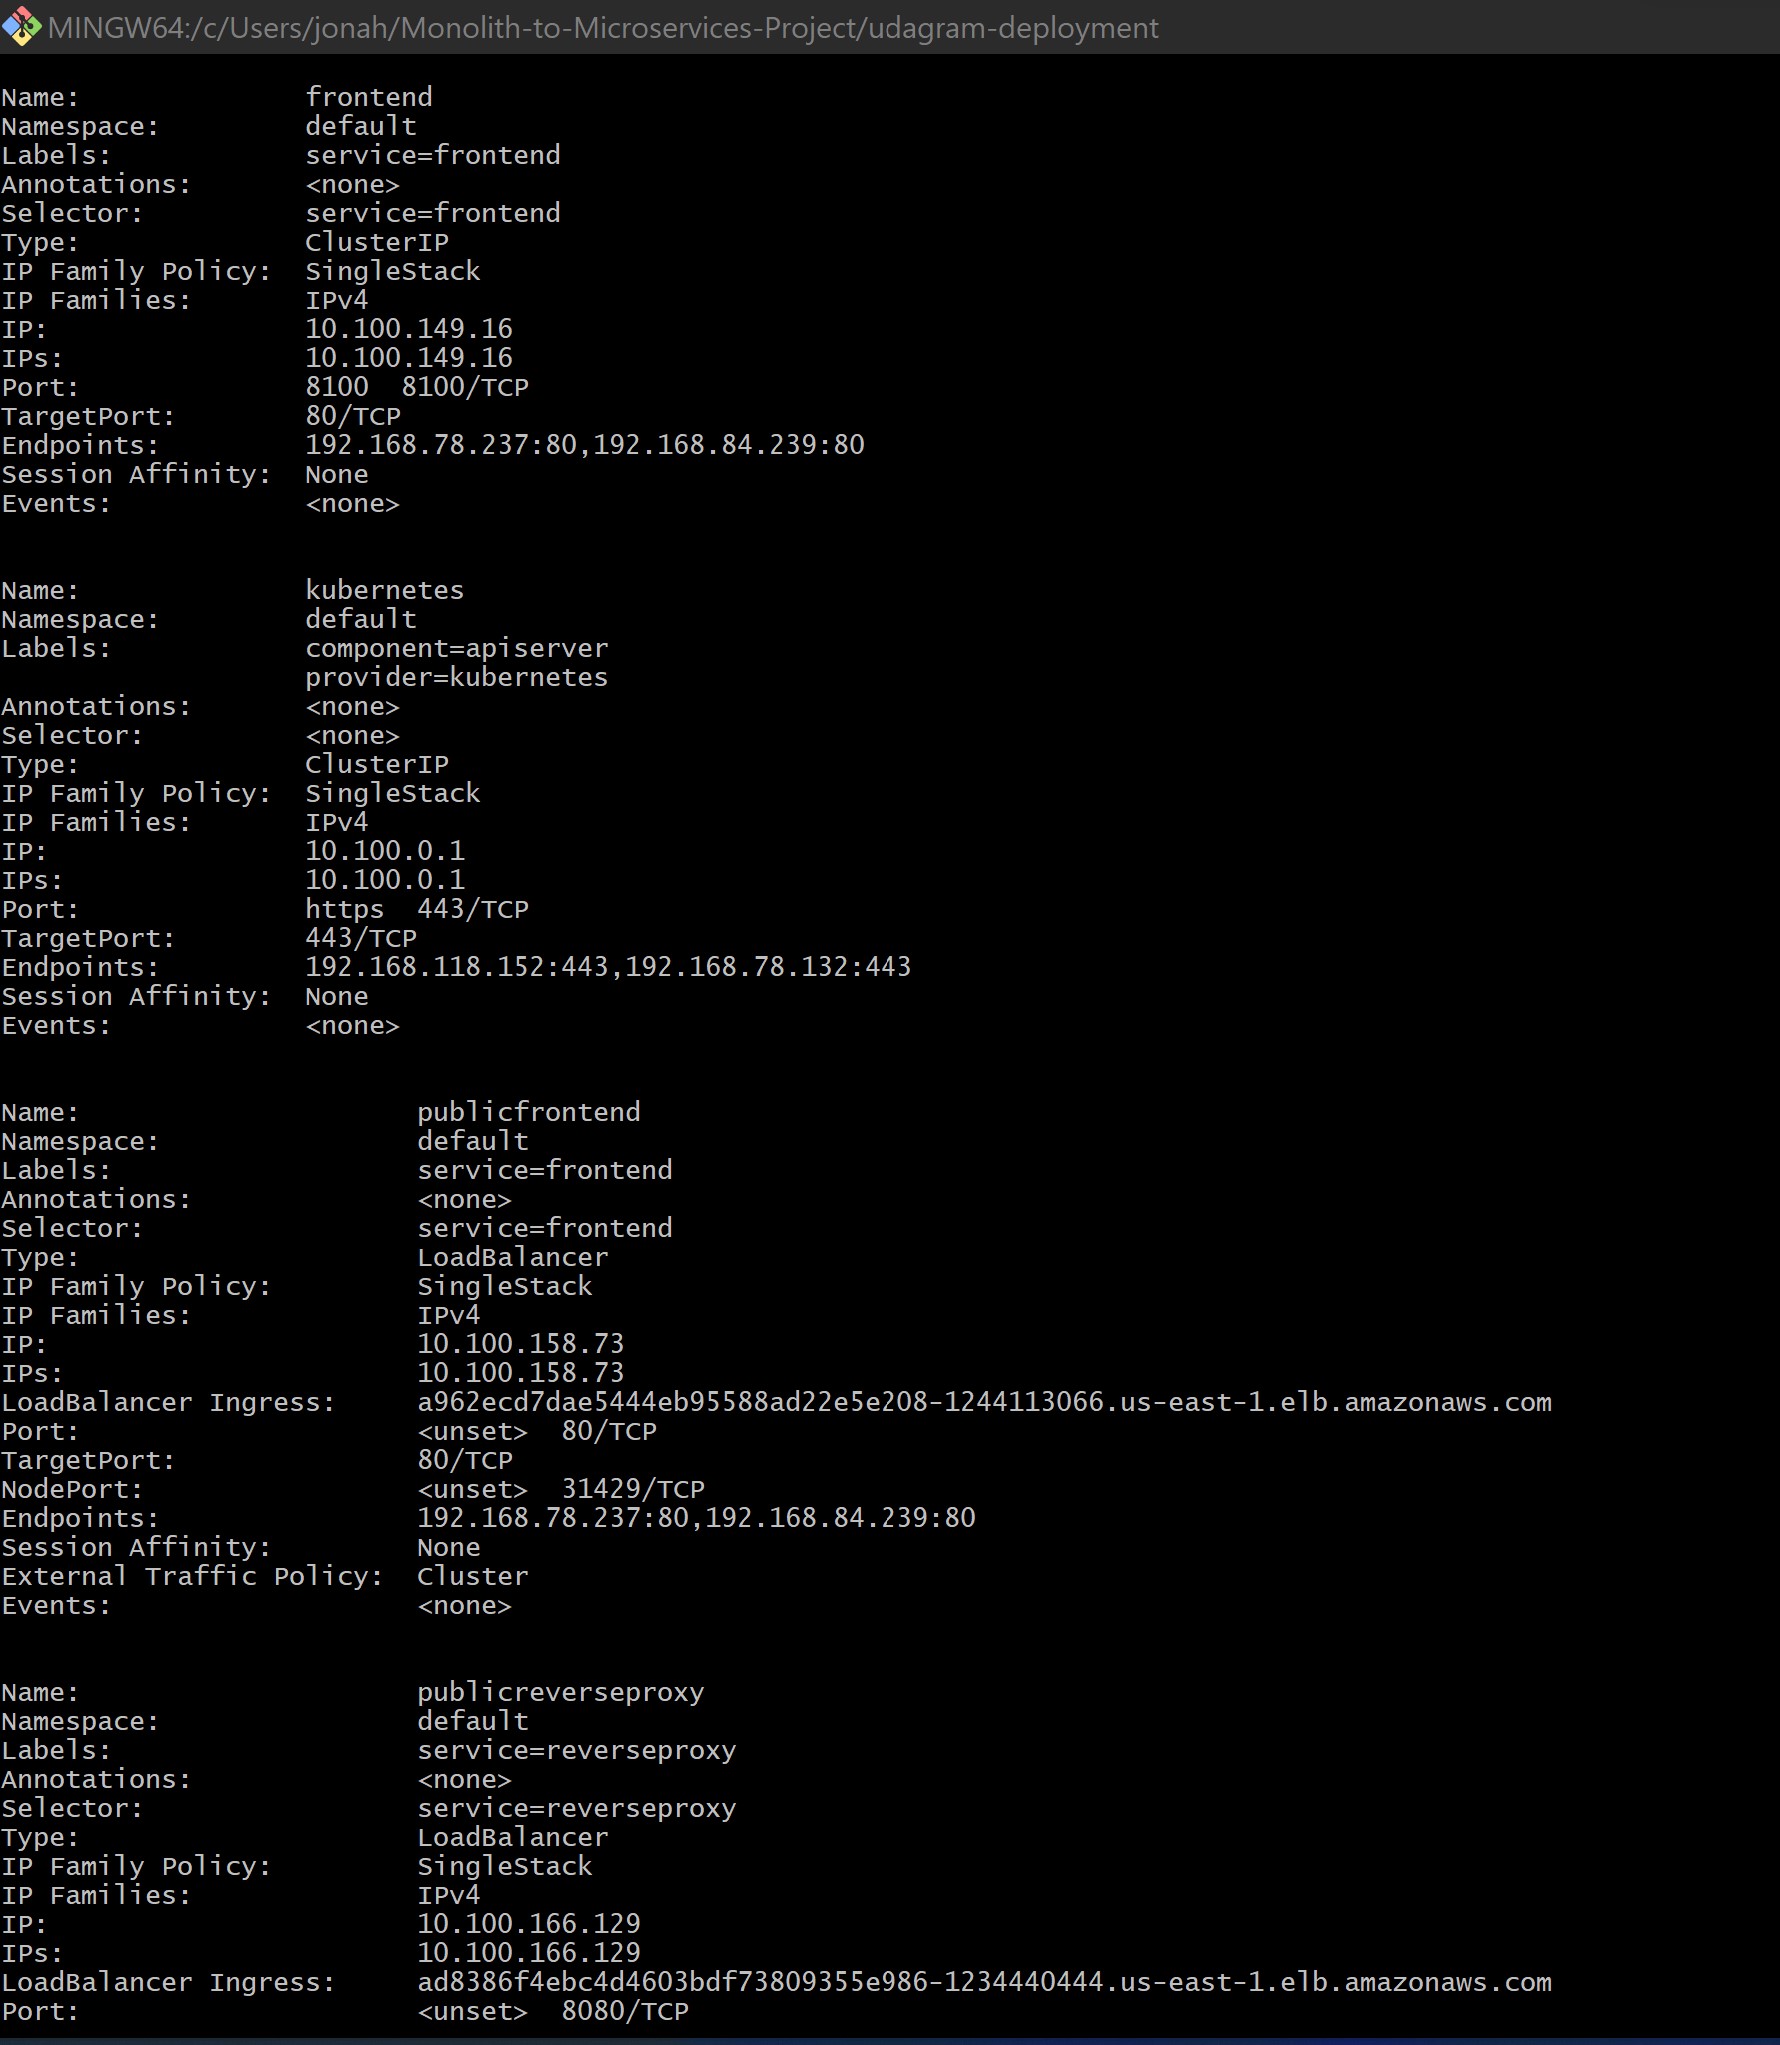 MINGW64:/c/Users/jonah/Monolith-to-Microservices-Project/udagram-deployment
Name:              frontend
Namespace:         default
Labels:            service=frontend
Annotations:       <none>
Selector:          service=frontend
Type:              ClusterIP
IP Family Policy:  SingleStack
IP Families:       IPv4
IP:                10.100.149.16
IPs:               10.100.149.16
Port:              8100  8100/TCP
TargetPort:        80/TCP
Endpoints:         192.168.78.237:80,192.168.84.239:80
Session Affinity:  None
Events:            <none>
Name:              kubernetes
Namespace:         default
Labels:            component=apiserver
                   provider=kubernetes
Annotations:       <none>
Selector:          <none>
Type:              ClusterIP
IP Family Policy:  SingleStack
IP Families:       IPv4
IP:                10.100.0.1
IPs:               10.100.0.1
Port:              https  443/TCP
TargetPort:        443/TCP
Endpoints:         192.168.118.152:443,192.168.78.132:443
Session Affinity:  None
Events:            <none>
Name:                     publicfrontend
Namespace:                default
Labels:                   service=frontend
Annotations:              <none>
Selector:                 service=frontend
Type:                     LoadBalancer
IP Family Policy:         SingleStack
IP Families:              IPv4
IP:                       10.100.158.73
IPs:                      10.100.158.73
LoadBalancer Ingress:     a962ecd7dae5444eb95588ad22e5e208-1244113066.us-east-1.elb.amazonaws.com
Port:                     <unset>  80/TCP
TargetPort:               80/TCP
NodePort:                 <unset>  31429/TCP
Endpoints:                192.168.78.237:80,192.168.84.239:80
Session Affinity:         None
External Traffic Policy:  Cluster
Events:                   <none>
Name:                     publicreverseproxy
Namespace:                default
Labels:                   service=reverseproxy
Annotations:              <none>
Selector:                 service=reverseproxy
Type:                     LoadBalancer
IP Family Policy:         SingleStack
IP Families:              IPv4
IP:                       10.100.166.129
IPs:                      10.100.166.129
LoadBalancer Ingress:     ad8386f4ebc4d4603bdf73809355e986-1234440444.us-east-1.elb.amazonaws.com
Port:                     <unset>  8080/TCP